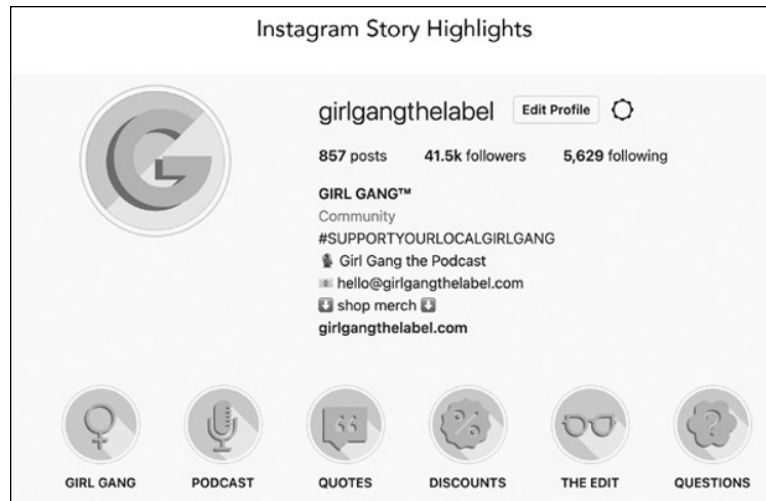 Instagram Story Highlights
girlgangthelabel Edit Profile
857 posts 41.5k followers 5,629 following
GIRL GANG™
Community
#SUPPORTYOURLOCALGIRLGANG
🎙 Girl Gang the Podcast
📧 hello@girlgangthelabel.com
⬇️ shop merch ⬇️
girlgangthelabel.com
GIRL GANG PODCAST QUOTES DISCOUNTS THE EDIT QUESTIONS